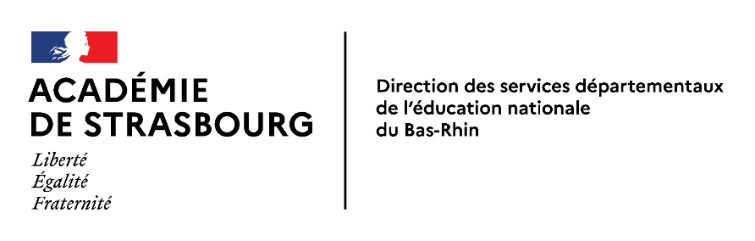 ACADÉMIE
DE STRASBOURG
Liberté
Égalité
Fraternité
Direction des services départementaux
de l'éducation nationale
du Bas-Rhin